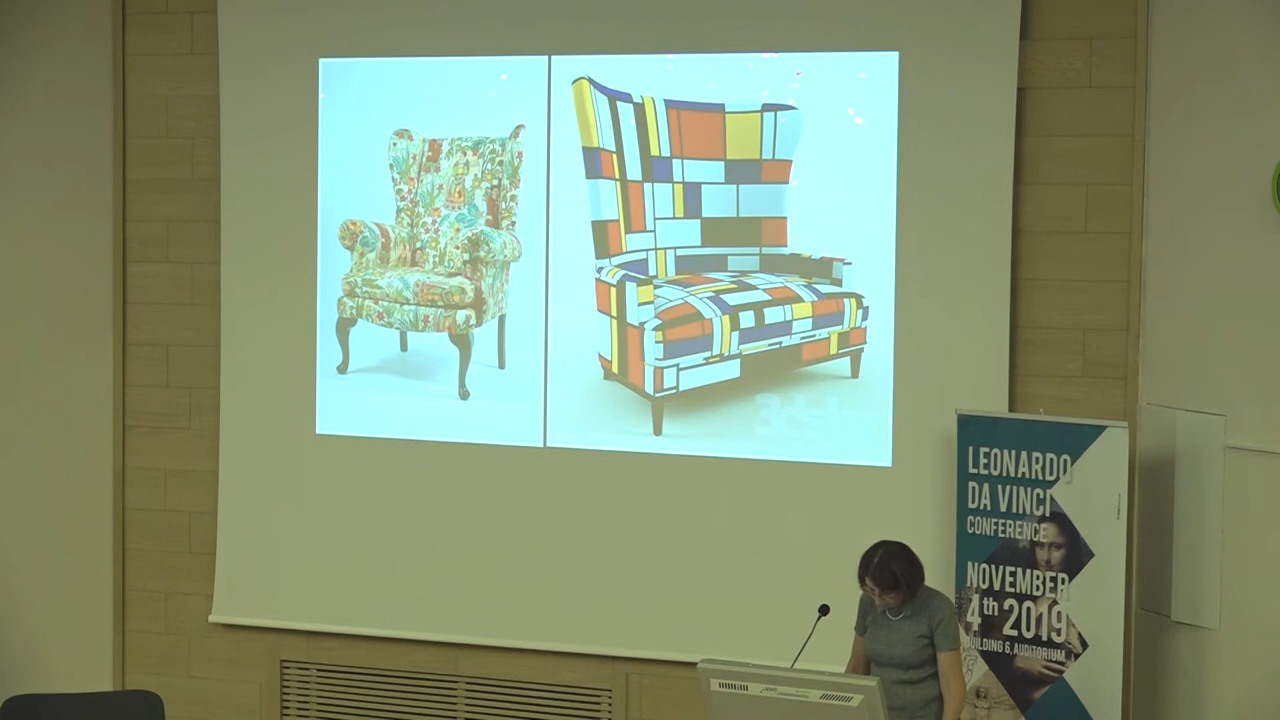 LEONARDO
DA VINCI
CONFERENCE
NOVEMBER
4th 2019
BUILDING 6, AUDITORIUM